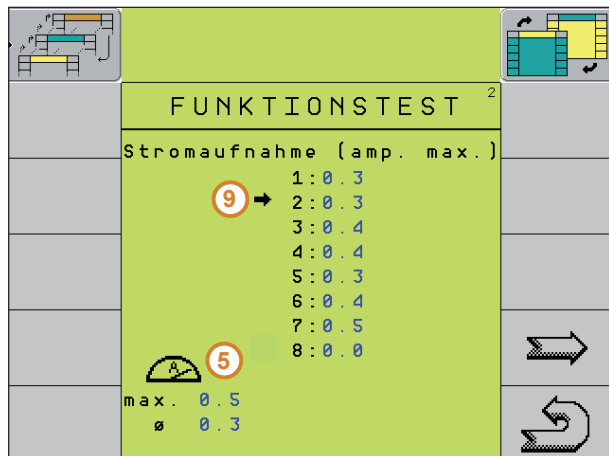 FUNKTIONSTEST 2
Stromaufnahme (amp. max.)
1:0.3
9 2:0.3
3:0.4
4:0.4
5:0.3
6:0.4
7:0.5
8:0.0
A 5
max. 0.5
ø 0.3